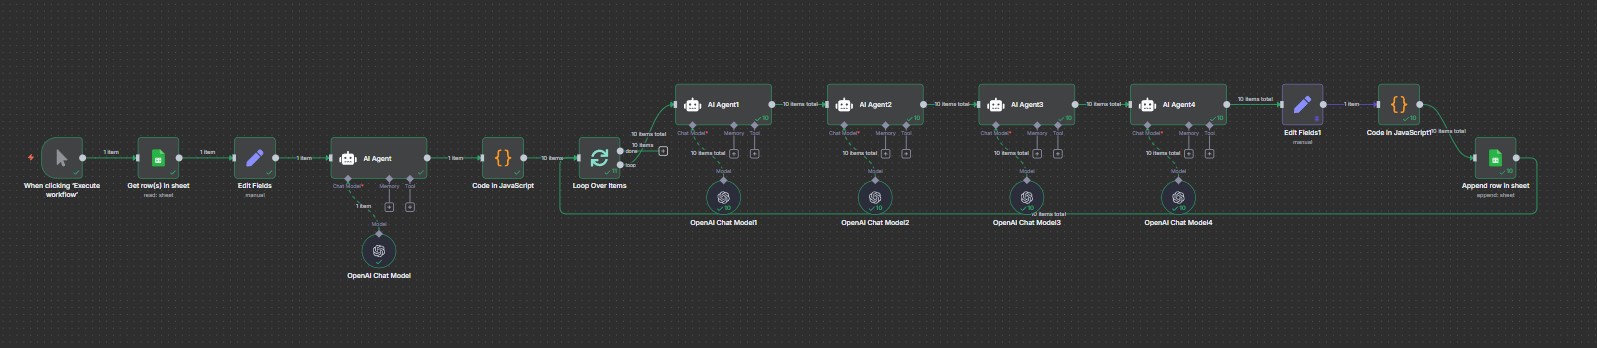 10 items total
AI Agent1
10 items total
AI Agent2
10 items total
AI Agent3
10 items total
AI Agent4
10 items total
1 item
10
10
10
10
8
10
Chat Model*
Memory
Tool
Chat Model*
Memory
Tool
Chat Model*
Memory
Tool
Chat Model*
Memory
Tool
Edit Fields1
manual
Code in JavaScript1
10 items total
10 items total
10 items
done
loop
1 item
1 item
1 item
AI Agent
1 item
10 items
11
10 items total
10 items total
10 items total
10 items total
10
When clicking 'Execute
workflow'
Get row(s) in sheet
read: sheet
Edit Fields
manual
Chat Model*
Memory
Tool
Code in JavaScript
Loop Over Items
Model
Model
Model
Model
Append row in sheet
append: sheet
1 item
Model
10
10
10
10
OpenAI Chat Model1
OpenAI Chat Model2
OpenAI Chat Model3
OpenAI Chat Model4
OpenAI Chat Model